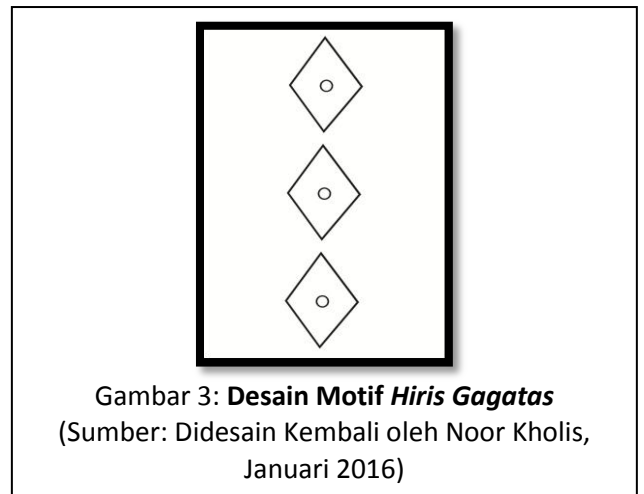 Gambar 3: Desain Motif Hiris Gagatas
(Sumber: Didesain Kembali oleh Noor Kholis,
Januari 2016)